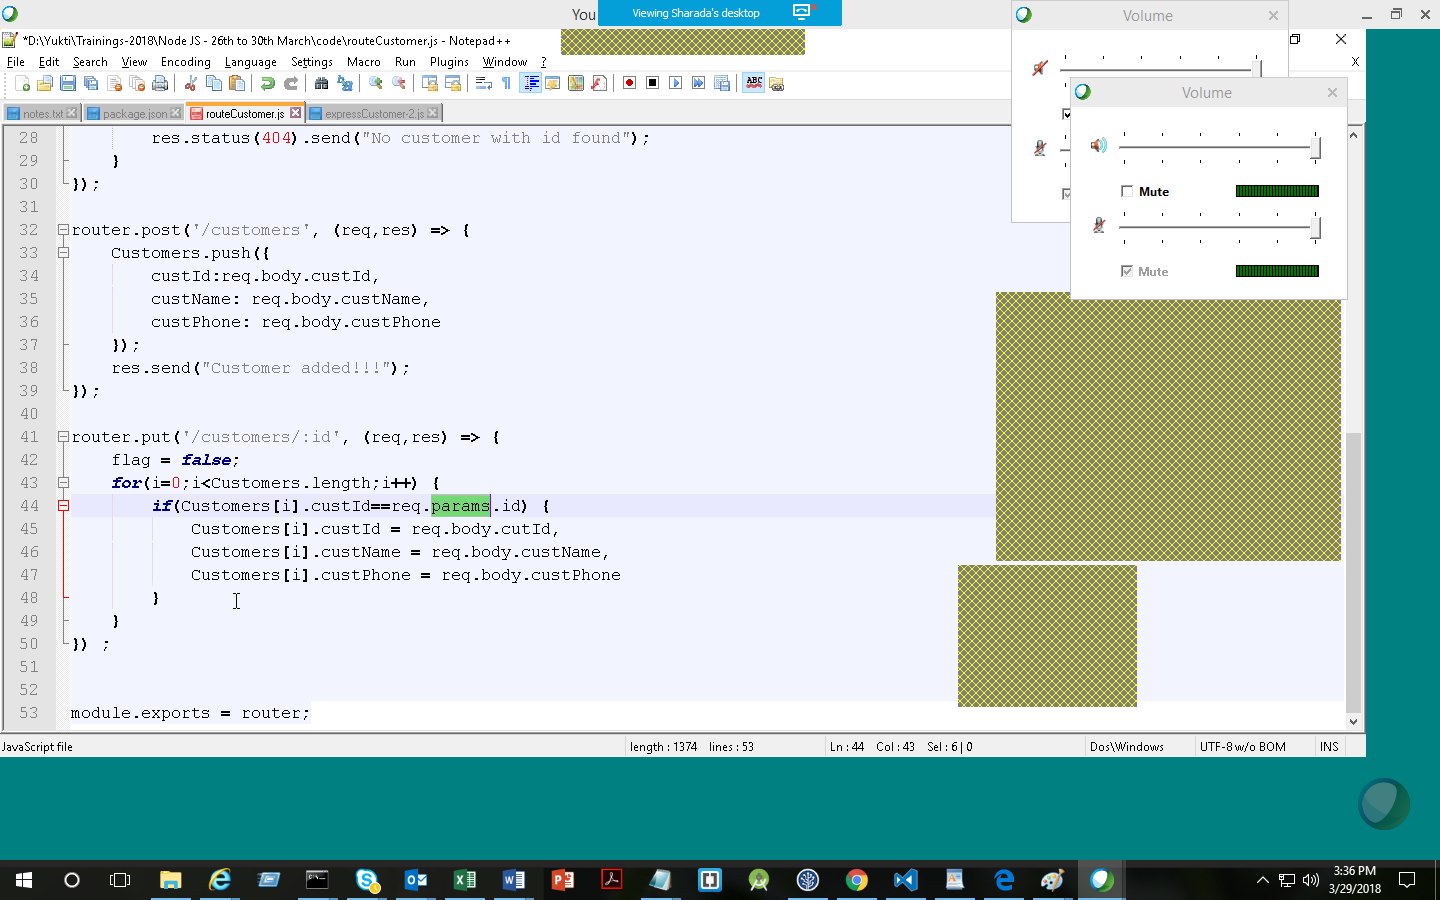 You
Viewing Sharada's desktop
*D:\Yukti\Trainings-2018\Node JS - 26th to 30th March\code\routeCustomer.js - Notepad++
File Edit Search View Encoding Language Settings Macro Run Plugins Window ?
X
ABC
notes.txt package.json routeCustomer.js expressCustomer-2.js
28 res.status(404).send("No customer with id found");
29 }
30 });
31
32 router.post('/customers', (req,res) => {
33 Customers.push({
34 custId:req.body.custId,
35 custName: req.body.custName,
36 custPhone: req.body.custPhone
37 });
38 res.send("Customer added!!!");
39 });
40
41 router.put('/customers/:id', (req,res) => {
42 flag = false;
43 for(i=0;i<Customers.length;i++) {
44 if(Customers[i].custId==req.params.id) {
45 Customers[i].custId = req.body.cutId,
46 Customers[i].custName = req.body.custName,
47 Customers[i].custPhone = req.body.custPhone
48 }
49 }
50 }) ;
51
52
53 module.exports = router;
JavaScript file length : 1374 lines : 53 Ln : 44 Col : 43 Sel : 6 | 0 Dos\Windows UTF-8 w/o BOM INS
Volume
Volume
Mute
Mute
3:36 PM
3/29/2018